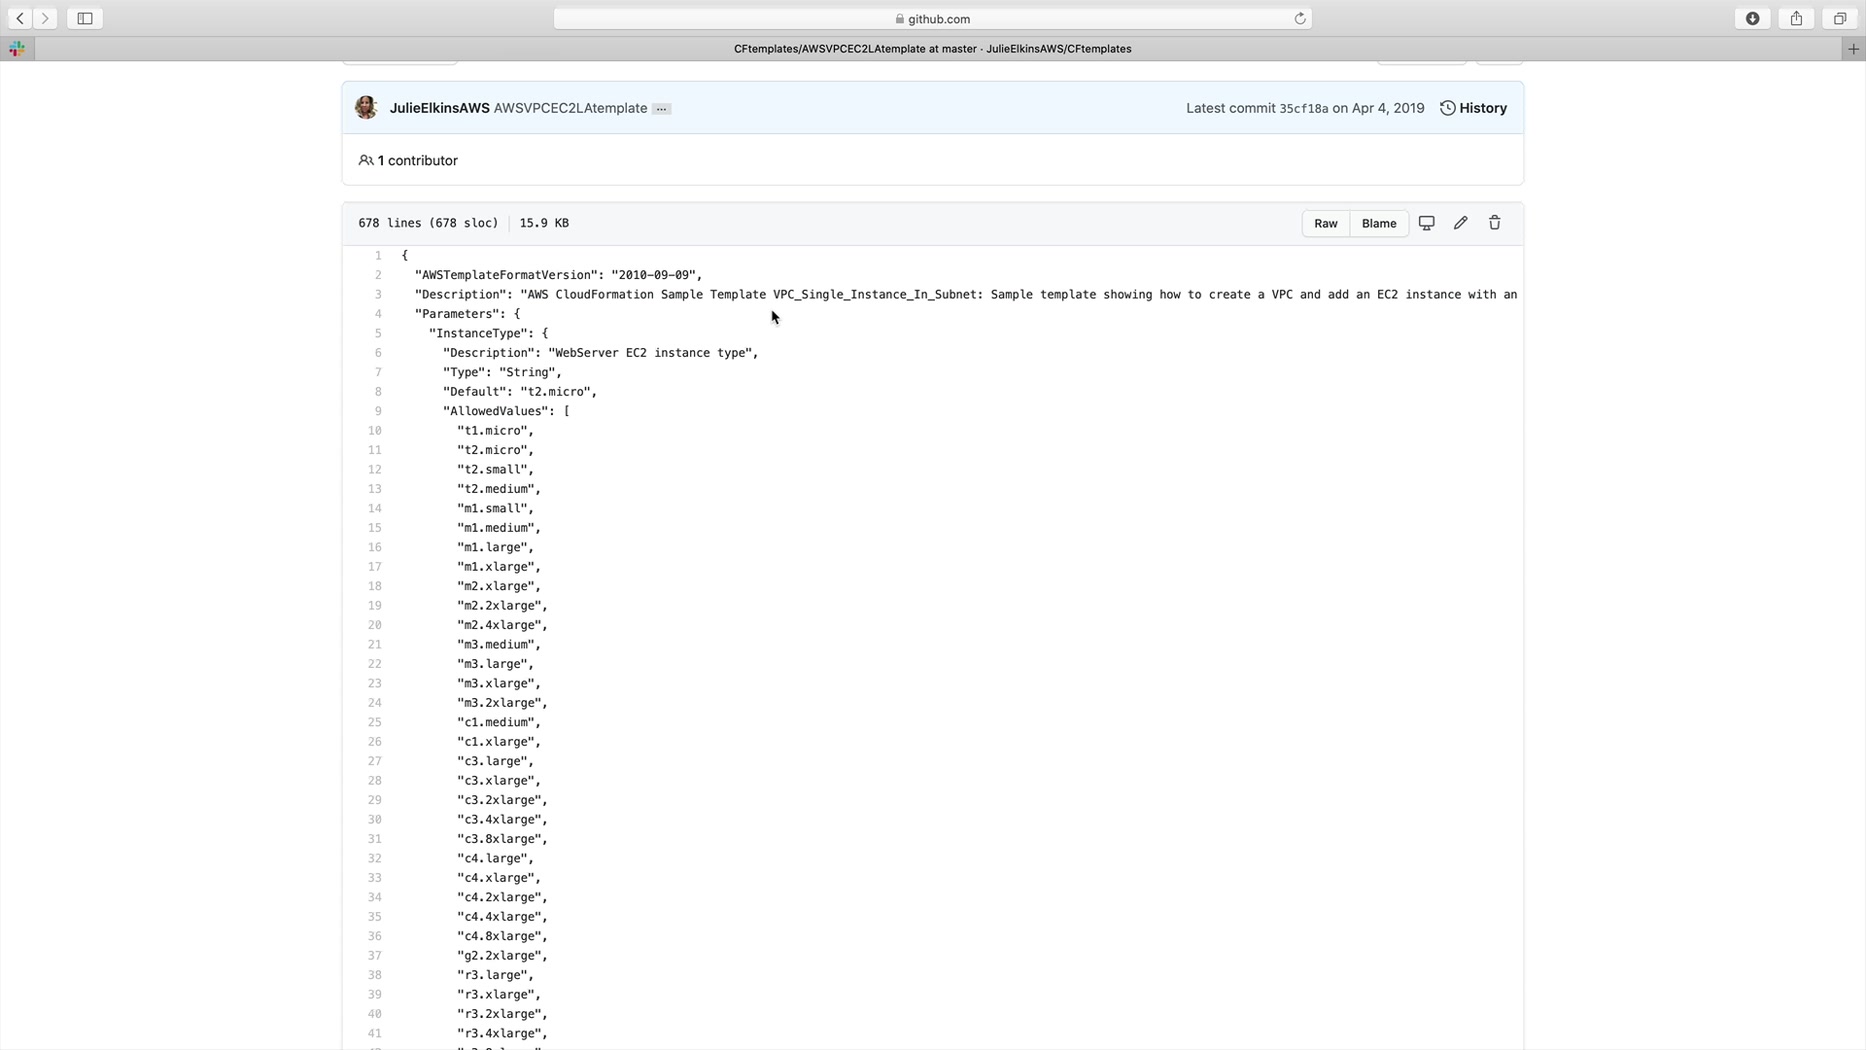 github.com
CFtemplates/AWSVPCEC2LAtemplate at master · JulieElkinsAWS/CFtemplates
JulieElkinsAWS AWSVPCEC2LAtemplate ... Latest commit 35cf18a on Apr 4, 2019 History
1 contributor
678 lines (678 sloc) 15.9 KB Raw Blame
1 {
2 "AWSTemplateFormatVersion": "2010-09-09",
3 "Description": "AWS CloudFormation Sample Template VPC_Single_Instance_In_Subnet: Sample template showing how to create a VPC and add an EC2 instance with an
4 "Parameters": {
5 "InstanceType": {
6 "Description": "WebServer EC2 instance type",
7 "Type": "String",
8 "Default": "t2.micro",
9 "AllowedValues": [
10 "t1.micro",
11 "t2.micro",
12 "t2.small",
13 "t2.medium",
14 "m1.small",
15 "m1.medium",
16 "m1.large",
17 "m1.xlarge",
18 "m2.xlarge",
19 "m2.2xlarge",
20 "m2.4xlarge",
21 "m3.medium",
22 "m3.large",
23 "m3.xlarge",
24 "m3.2xlarge",
25 "c1.medium",
26 "c1.xlarge",
27 "c3.large",
28 "c3.xlarge",
29 "c3.2xlarge",
30 "c3.4xlarge",
31 "c3.8xlarge",
32 "c4.large",
33 "c4.xlarge",
34 "c4.2xlarge",
35 "c4.4xlarge",
36 "c4.8xlarge",
37 "g2.2xlarge",
38 "r3.large",
39 "r3.xlarge",
40 "r3.2xlarge",
41 "r3.4xlarge",